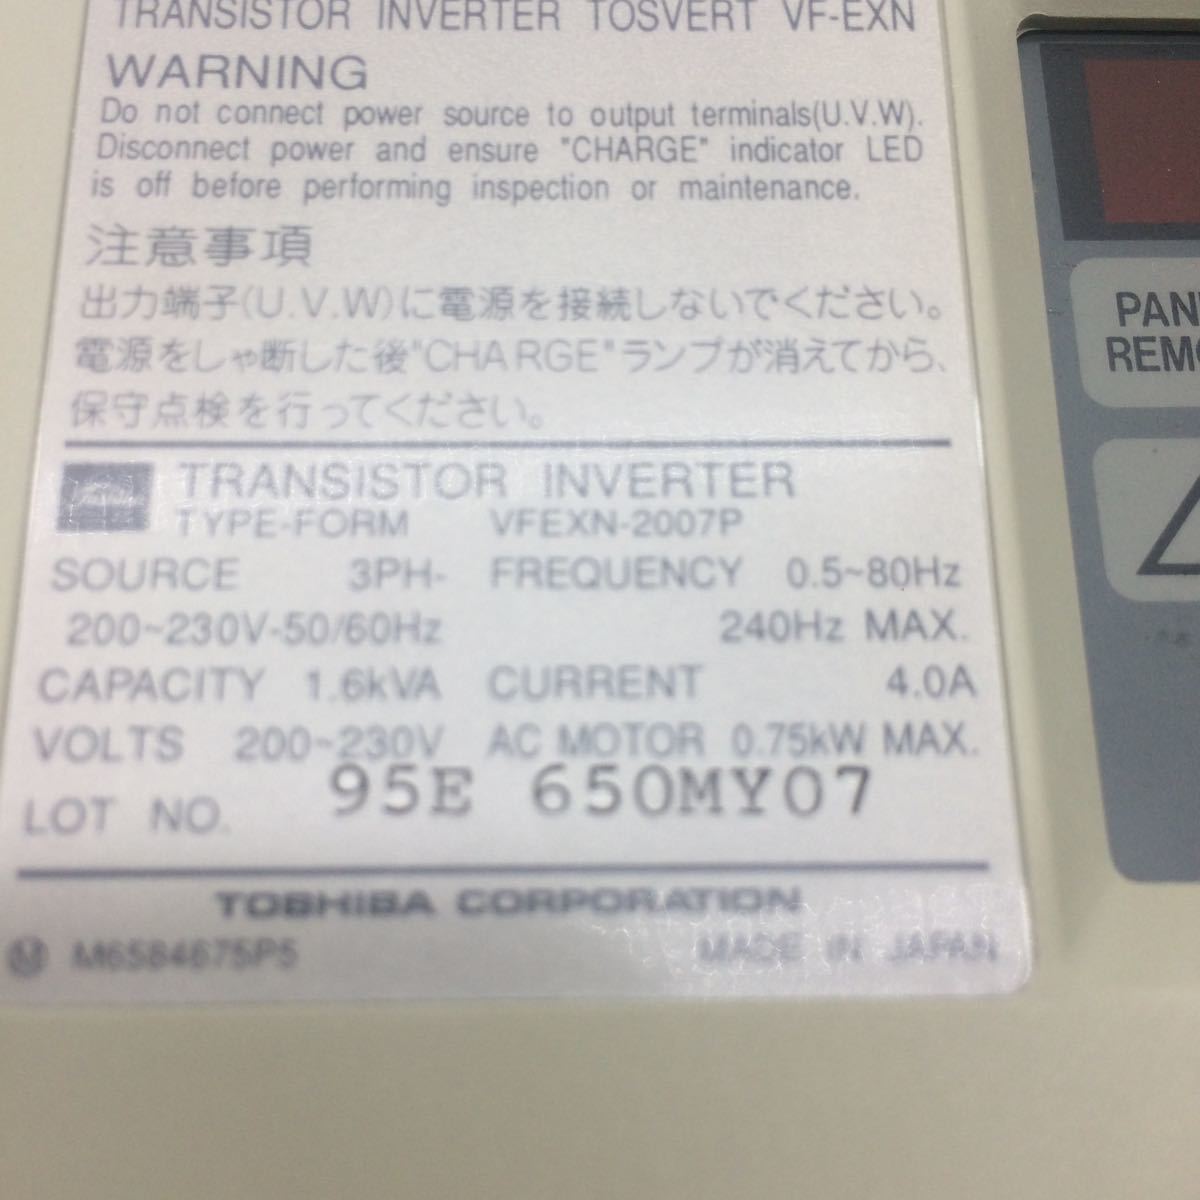 TRANSISTOR INVERTER TOSVERT VF-EXN
WARNING
Do not connect power source to output terminals(U.V.W).
Disconnect power and ensure "CHARGE" indicator LED
is off before performing inspection or maintenance.
注意事項
出力端子(U.V.W)に電源を接続しないでください。
電源をしゃ断した後"CHARGE"ランプが消えてから、
保守点検を行ってください。
TRANSISTOR INVERTER
TYPE-FORM VFEXN-2007P
SOURCE 3PH- FREQUENCY 0.5~80Hz
200~230V-50/60Hz 240Hz MAX.
CAPACITY 1.6kVA CURRENT 4.0A
VOLTS 200~230V AC MOTOR 0.75kW MAX.
LOT NO. 95E 650MY07
TOSHIBA CORPORATION
M M6584675P5 MADE IN JAPAN
PAN
REMO